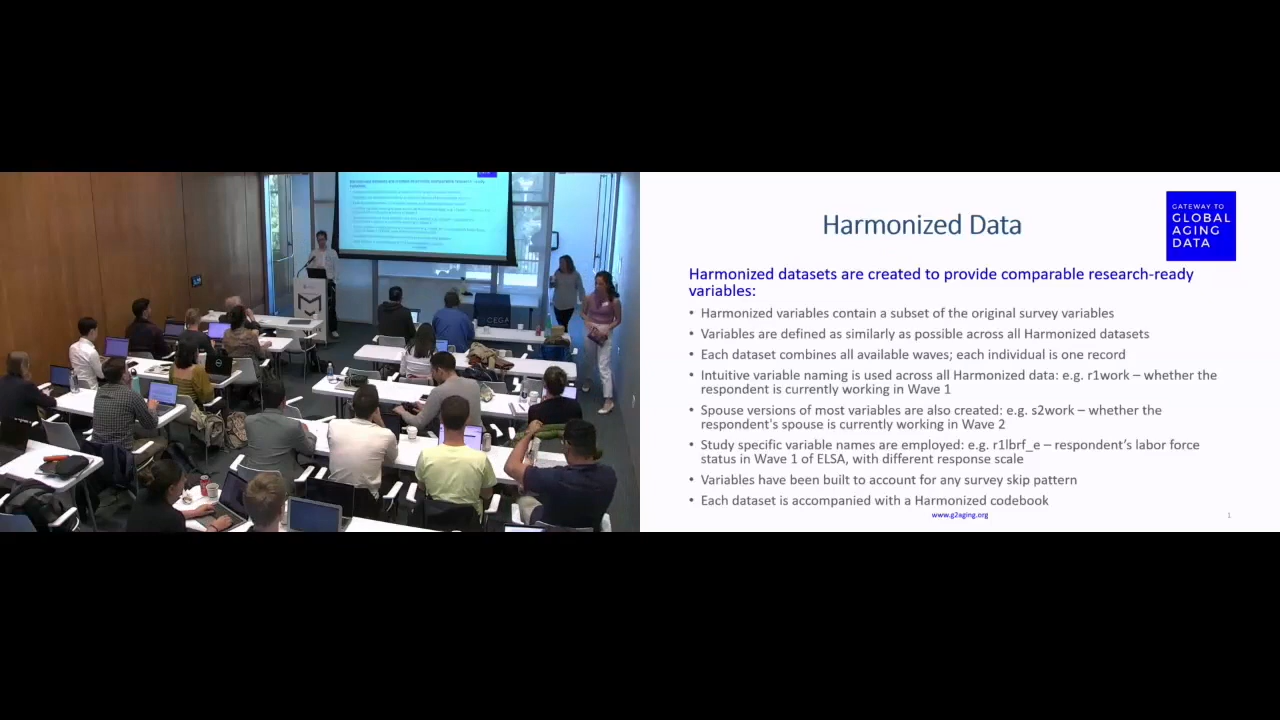 Harmonized Data
GATEWAY TO
GLOBAL
AGING
DATA
Harmonized datasets are created to provide comparable research-ready
variables:
• Harmonized variables contain a subset of the original survey variables
• Variables are defined as similarly as possible across all Harmonized datasets
• Each dataset combines all available waves; each individual is one record
• Intuitive variable naming is used across all Harmonized data: e.g. r1work – whether the
respondent is currently working in Wave 1
• Spouse versions of most variables are also created: e.g. s2work – whether the
respondent's spouse is currently working in Wave 2
• Study specific variable names are employed: e.g. r1lbrf_e – respondent's labor force
status in Wave 1 of ELSA, with different response scale
• Variables have been built to account for any survey skip pattern
• Each dataset is accompanied with a Harmonized codebook
www.g2aging.org
1
CEGA